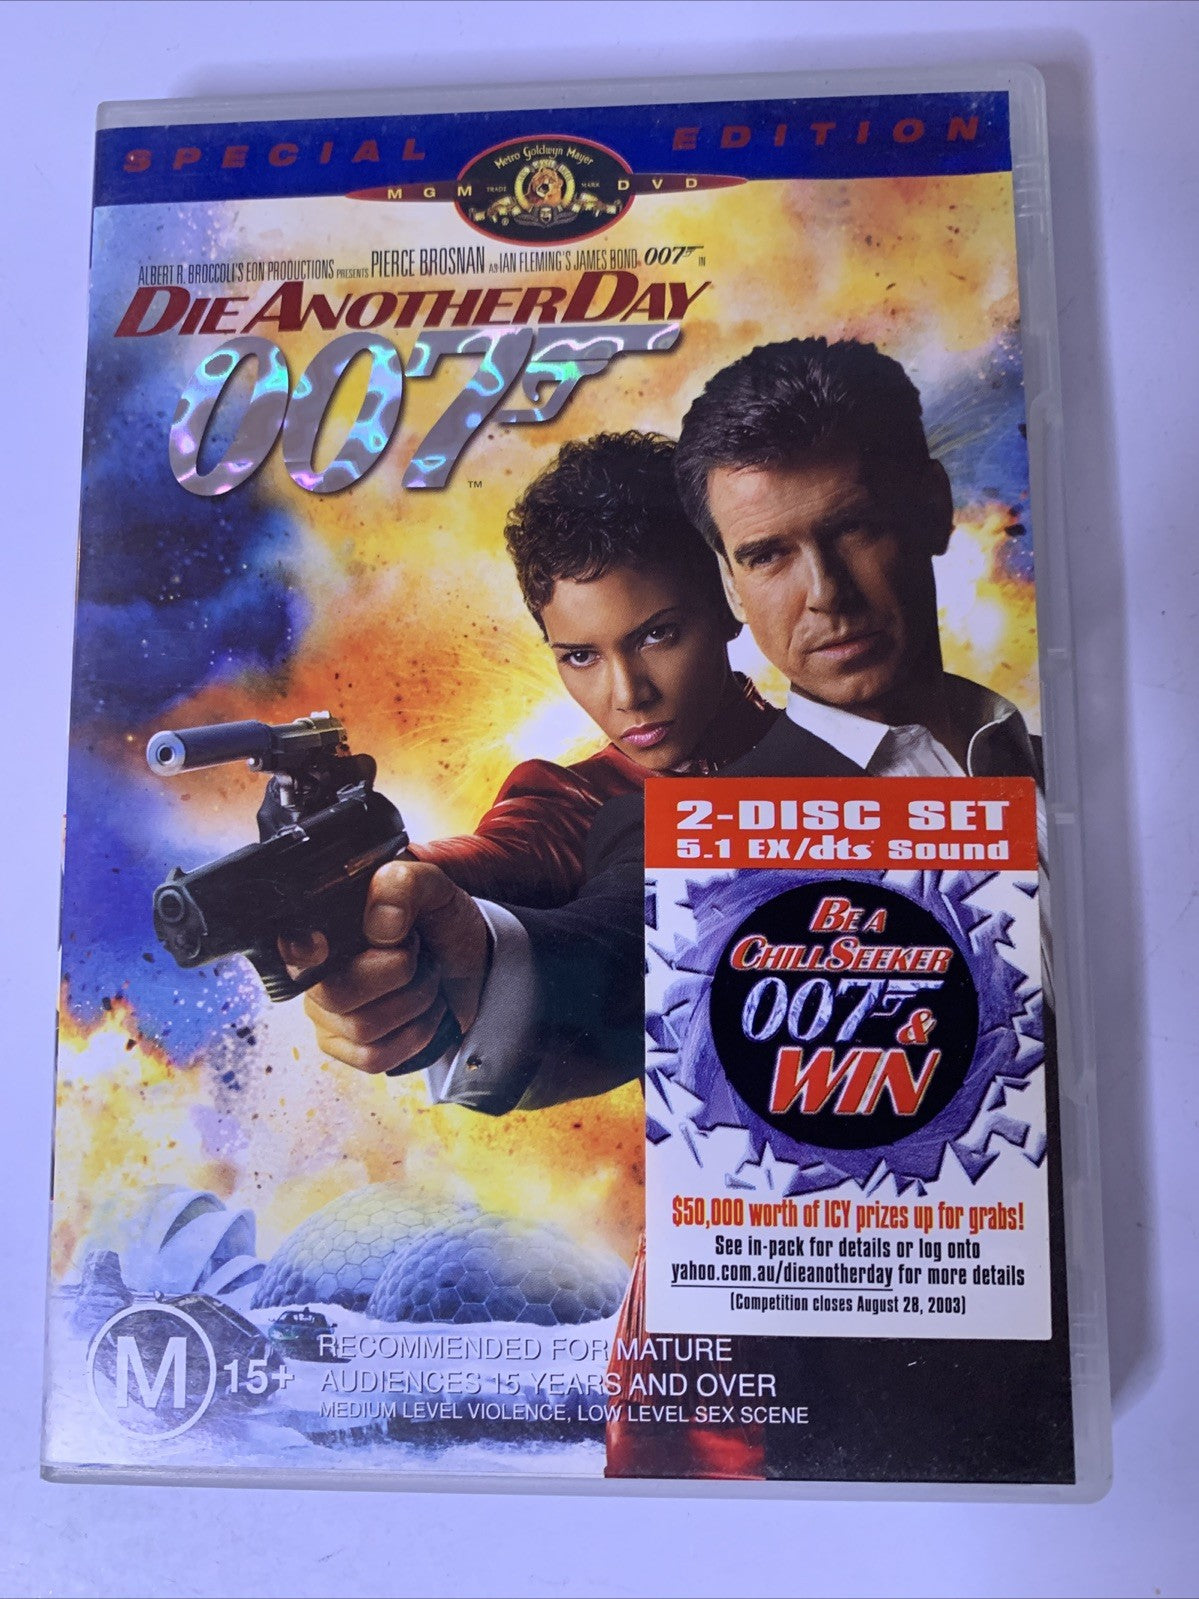 SPECIAL EDITION
Metro Goldwyn Mayer
TRADE MARK
MGM DVD
ALBERT R. BROCCOLI'S EON PRODUCTIONS PRESENTS PIERCE BROSNAN AS IAN FLEMING'S JAMES BOND 007 IN
DIE ANOTHER DAY
007
TM
2-DISC SET
5.1 EX/dts Sound
BE A
CHILLSEEKER
007 &
WIN
$50,000 worth of ICY prizes up for grabs!
See in-pack for details or log onto
yahoo.com.au/dieanotherday for more details
(Competition closes August 28, 2003)
M 15+
RECOMMENDED FOR MATURE
AUDIENCES 15 YEARS AND OVER
MEDIUM LEVEL VIOLENCE, LOW LEVEL SEX SCENE